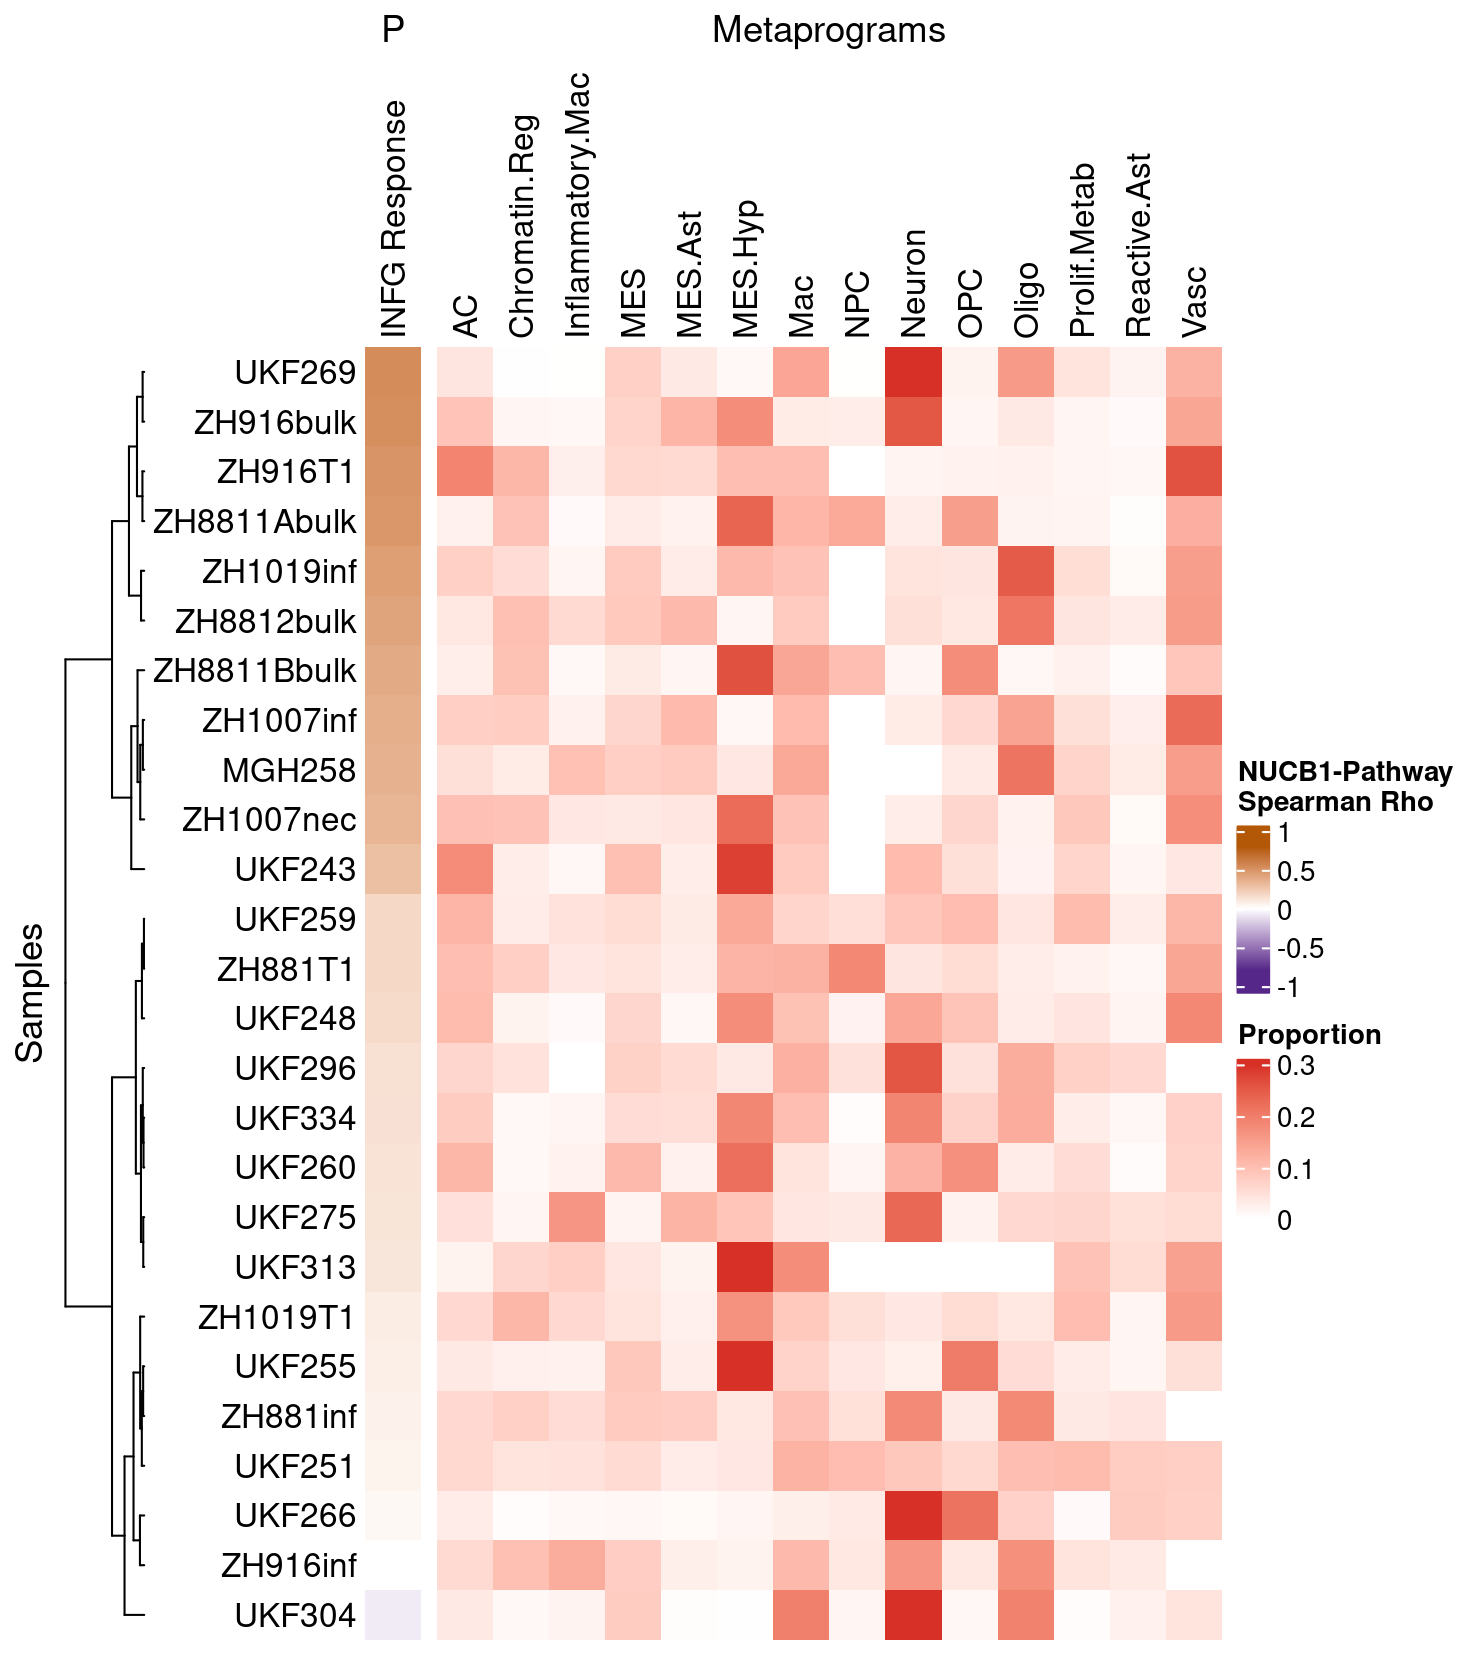 P
Metaprograms
INFG Response
AC
Chromatin.Reg
Inflammatory.Mac
MES
MES.Ast
MES.Hyp
Mac
NPC
Neuron
OPC
Oligo
Prolif.Metab
Reactive.Ast
Vasc
Samples
UKF269
ZH916bulk
ZH916T1
ZH8811Abulk
ZH1019inf
ZH8812bulk
ZH8811Bbulk
ZH1007inf
MGH258
ZH1007nec
UKF243
UKF259
ZH881T1
UKF248
UKF296
UKF334
UKF260
UKF275
UKF313
ZH1019T1
UKF255
ZH881inf
UKF251
UKF266
ZH916inf
UKF304
NUCB1-Pathway
Spearman Rho
1
0.5
0
-0.5
-1
Proportion
0.3
0.2
0.1
0